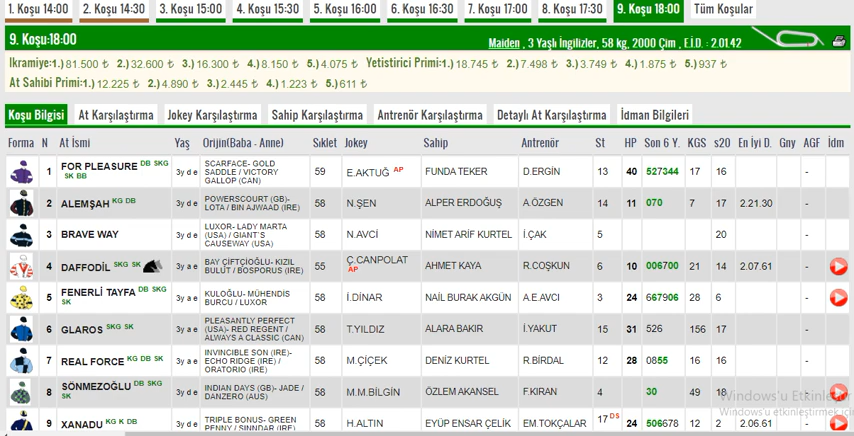 1. Koşu 14:00 2. Koşu 14:30 3. Koşu 15:00 4. Koşu 15:30 5. Koşu 16:00 6. Koşu 16:30 7. Koşu 17:00 8. Koşu 17:30 9. Koşu 18:00 Tüm Koşular
9. Koşu:18:00 Maiden , 3 Yaşlı İngilizler, 58 kg, 2000 Çim , E.İ.D. : 2.01.42
Ikramiye:1.) 81.500 ₺ 2.) 32.600 ₺ 3.) 16.300 ₺ 4.) 8.150 ₺ 5.) 4.075 ₺ Yetistirici Primi:1.) 18.745 ₺ 2.) 7.498 ₺ 3.) 3.749 ₺ 4.) 1.875 ₺ 5.) 937 ₺
At Sahibi Primi:1.) 12.225 ₺ 2.) 4.890 ₺ 3.) 2.445 ₺ 4.) 1.223 ₺ 5.) 611 ₺
Koşu Bilgisi At Karşılaştırma Jokey Karşılaştırma Sahip Karşılaştırma Antrenör Karşılaştırma Detaylı At Karşılaştırma İdman Bilgileri
Forma N At İsmi Yaş Orijin(Baba - Anne) Sıklet Jokey Sahip Antrenör St HP Son 6 Y. KGS s20 En İyi D. Gny AGF İdm
1 FOR PLEASURE DB SKG SK BB 3y d e SCARFACE- GOLD SADDLE / VICTORY GALLOP (CAN) 59 E.AKTUĞ AP FUNDA TEKER D.ERGİN 13 40 527344 17 16 -
2 ALEMŞAH KG DB 3y d e POWERSCOURT (GB)- LOTA / BIN AJWAAD (IRE) 58 N.ŞEN ALPER ERDOĞUŞ A.ÖZGEN 14 11 070 7 17 2.21.30 -
3 BRAVE WAY 3y d e LUXOR- LADY MARTA (USA) / GIANT'S CAUSEWAY (USA) 58 N.AVCİ NİMET ARİF KURTEL İ.ÇAK 5 20 -
4 DAFFODİL SKG SK 3y a e BAY ÇİFTÇİOĞLU- KIZIL BULUT / BOSPORUS (IRE) 55 Ç.CANPOLAT AP AHMET KAYA R.COŞKUN 6 10 006700 21 14 2.07.61 -
5 FENERLİ TAYFA DB SKG SK 3y d e KULOĞLU- MÜHENDİS BURCU / LUXOR 58 İ.DİNAR NAİL BURAK AKGÜN A.E.AVCI 3 24 667906 28 6 -
6 GLAROS SKG SK 3y a e PLEASANTLY PERFECT (USA)- RED REGENT / ALWAYS A CLASSIC (CAN) 58 T.YILDIZ ALARA BAKIR İ.YAKUT 15 31 526 156 17 -
7 REAL FORCE KG DB SK 3y a e INVINCIBLE SON (IRE)- ECHO RIDGE (IRE) / ORATORIO (IRE) 58 M.ÇİÇEK DENİZ KURTEL R.BİRDAL 12 28 0855 16 16 -
8 SÖNMEZOĞLU DB SKG SK 3y d e INDIAN DAYS (GB)- JADE / DANZERO (AUS) 58 M.M.BİLGİN ÖZLEM AKANSEL F.KIRAN 4 30 49 18 -
9 XANADU KG K DB 3y d e TRIPLE BONUS- GREEN PENNY / SINNDAR (IRE) 58 H.ALTIN EYÜP ENSAR ÇELİK EM.TOKÇALAR 17 DS 24 506678 12 2 2.06.61 -
Windows'u Etkinleştir
Windows'u etkinleştirmek için